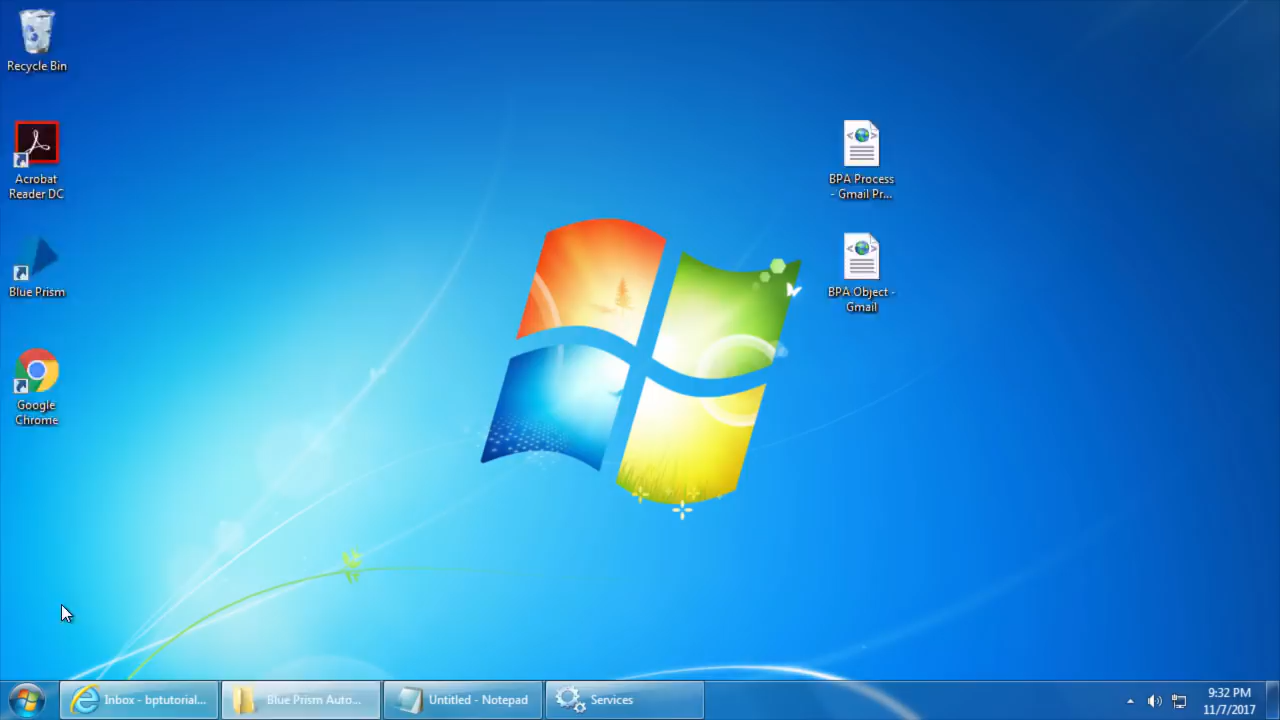 Recycle Bin
Acrobat
Reader DC
Blue Prism
Google
Chrome
BPA Process
- Gmail Pr...
BPA Object -
Gmail
Inbox - bptutorial...
Blue Prism Auto...
Untitled - Notepad
Services
9:32 PM
11/7/2017